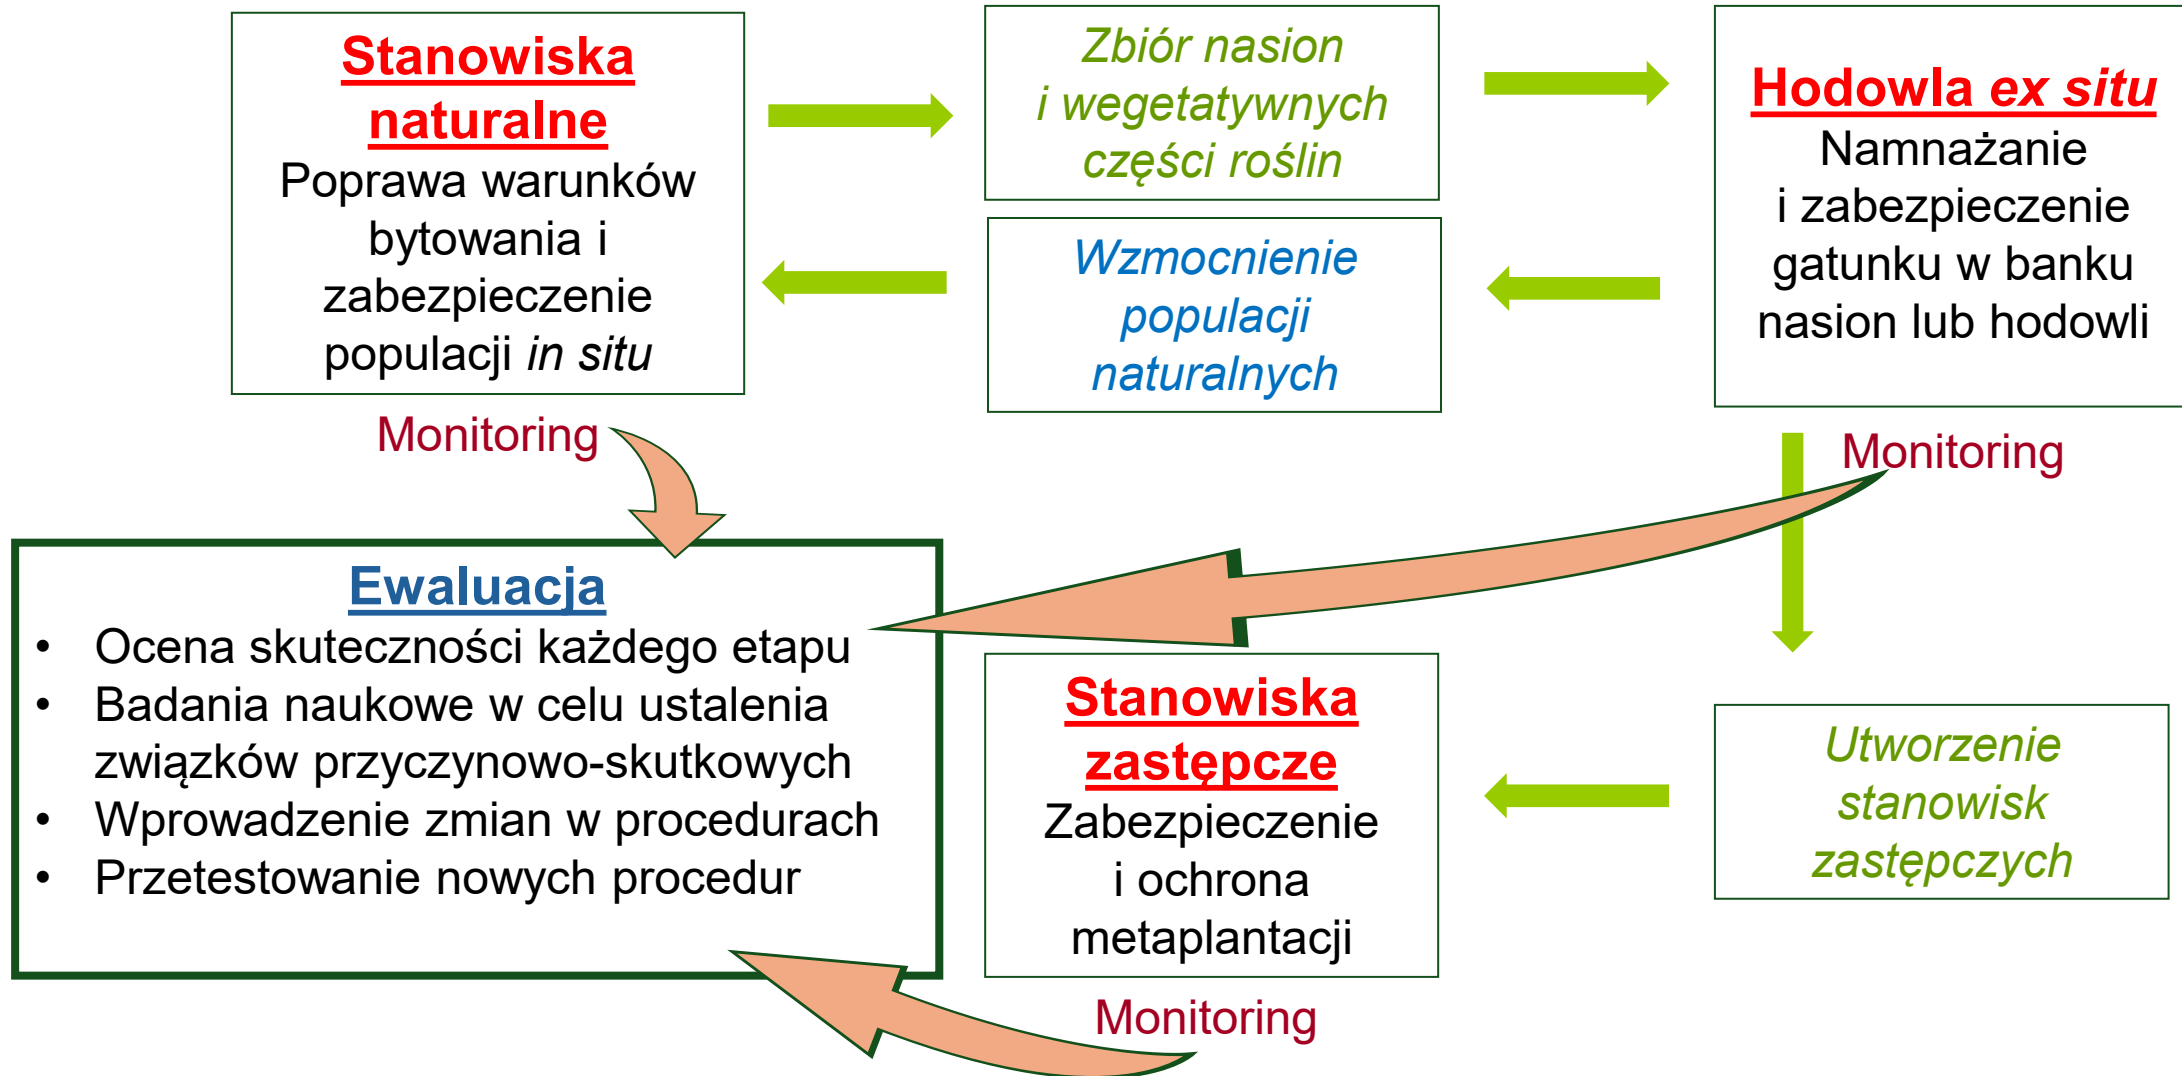 Stanowiska
naturalne
Poprawa warunków
bytowania i
zabezpieczenie
populacji in situ
Monitoring
Zbiór nasion
i wegetatywnych
części roślin
Wzmocnienie
populacji
naturalnych
Hodowla ex situ
Namnażanie
i zabezpieczenie
gatunku w banku
nasion lub hodowli
Monitoring
Ewaluacja
• Ocena skuteczności każdego etapu
• Badania naukowe w celu ustalenia
związków przyczynowo-skutkowych
• Wprowadzenie zmian w procedurach
• Przetestowanie nowych procedur
Stanowiska
zastępcze
Zabezpieczenie
i ochrona
metaplantacji
Monitoring
Utworzenie
stanowisk
zastępczych